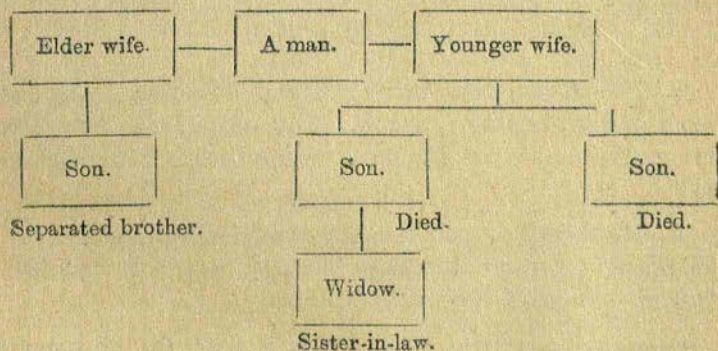 Elder wife. A man. Younger wife.
Son. Son. Son.
Separated brother. Died. Died.
Widow.
Sister-in-law.